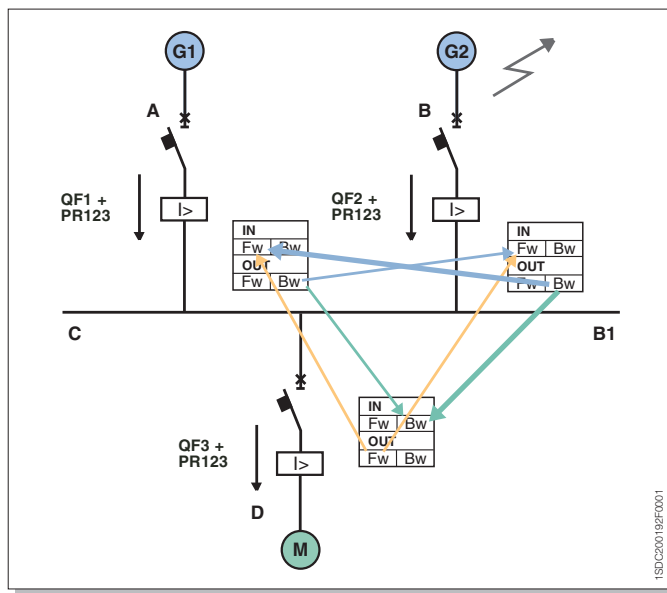 G1
G2
A
B
QF1 +
PR123
I>
QF2 +
PR123
I>
IN
Fw Bw
OUT
Fw Bw
IN
Fw Bw
OUT
Fw Bw
C
B1
QF3 +
PR123
I>
IN
Fw Bw
OUT
Fw Bw
D
M
1SDC200192F0001